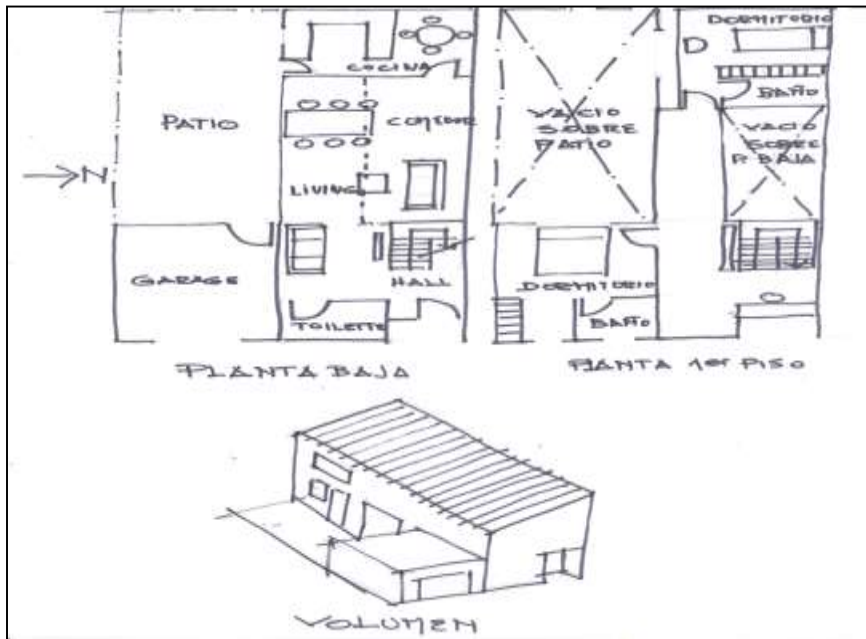 COCINA
PATIO
COMEDOR
N
LIVING
GARAGE
HALL
TOILETTE
PLANTA BAJA
DORMITORIO
BAÑO
VACIO
SOBRE
PATIO
VACIO
SOBRE
P. BAJA
DORMITORIO
BAÑO
PLANTA 1er PISO
VOLUMEN